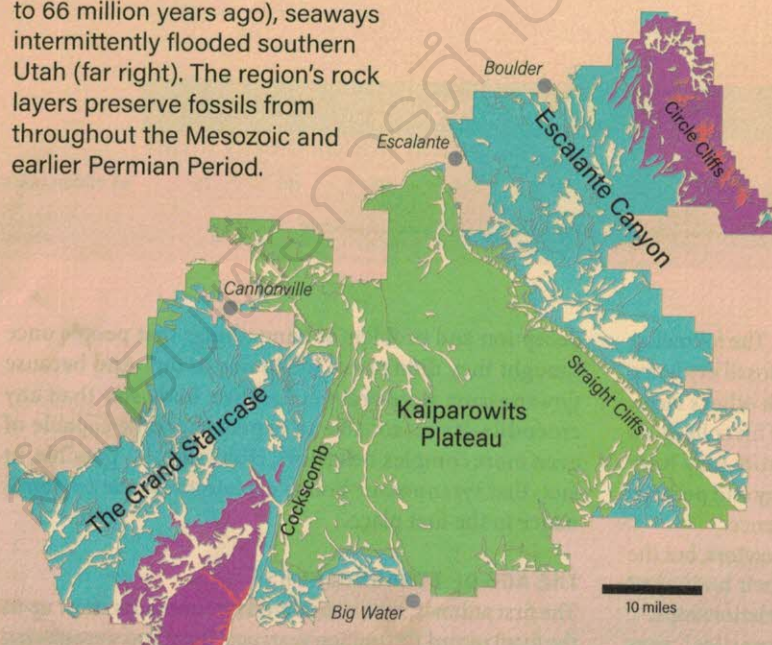 to 66 million years ago), seaways
intermittently flooded southern
Utah (far right). The region's rock
layers preserve fossils from
throughout the Mesozoic and
earlier Permian Period.
Boulder
Circle Cliffs
Escalante
Escalante Canyon
Cannonville
Straight Cliffs
Kaiparowits
Plateau
The Grand Staircase
Cockscomb
Big Water
10 miles